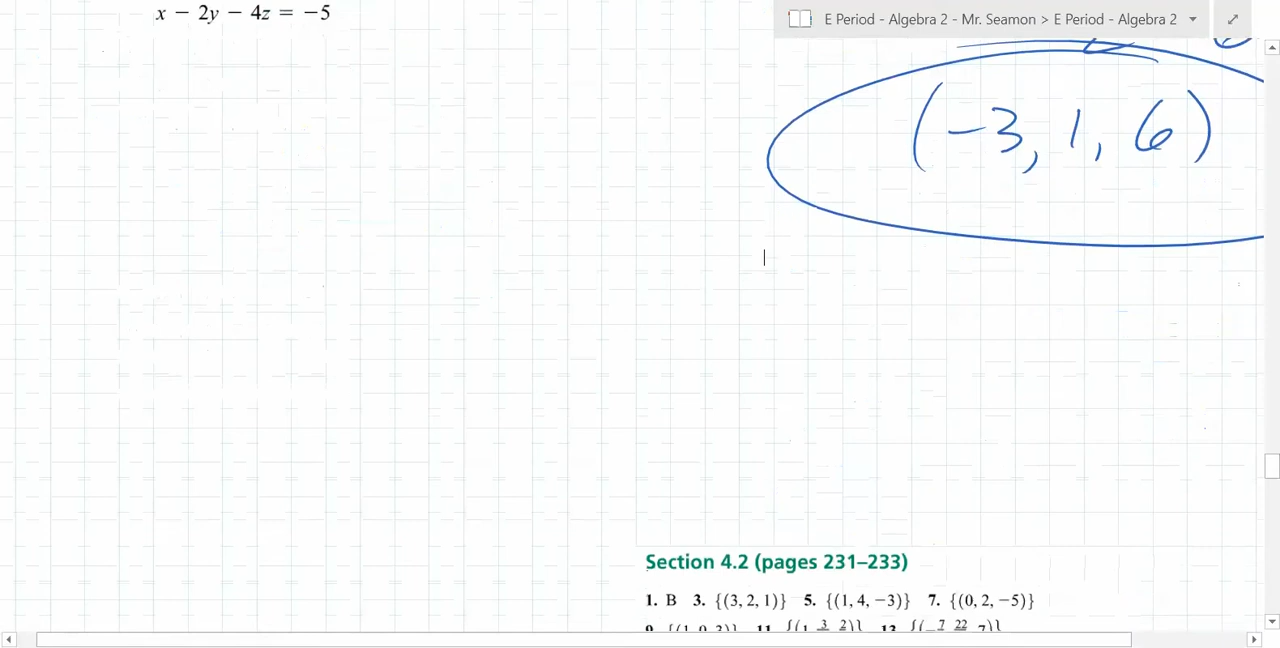 x − 2y − 4z = −5
E Period - Algebra 2 - Mr. Seamon > E Period - Algebra 2
(-3, 1, 6)
Section 4.2 (pages 231–233)
1. B 3. {(3, 2, 1)} 5. {(1, 4, −3)} 7. {(0, 2, −5)}